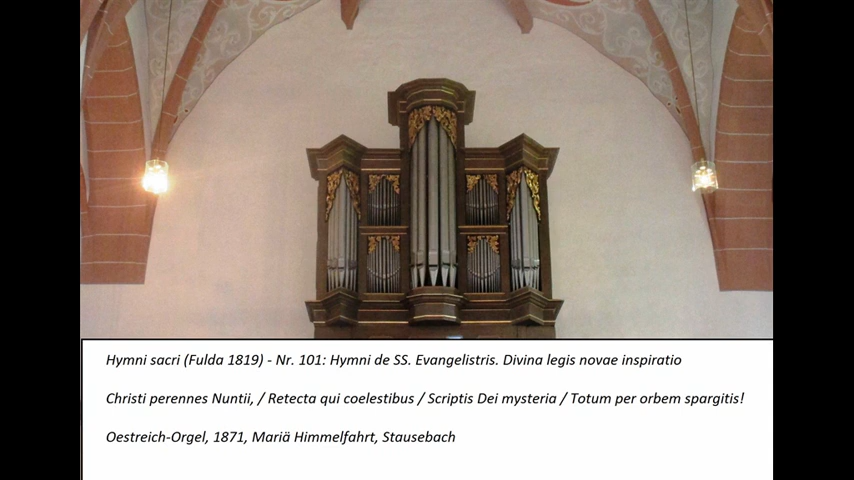 Hymni sacri (Fulda 1819) - Nr. 101: Hymni de SS. Evangelistris. Divina legis novae inspiratio
Christi perennes Nuntii, / Retecta qui coelestibus / Scriptis Dei mysteria / Totum per orbem spargitis!
Oestreich-Orgel, 1871, Mariä Himmelfahrt, Stausebach